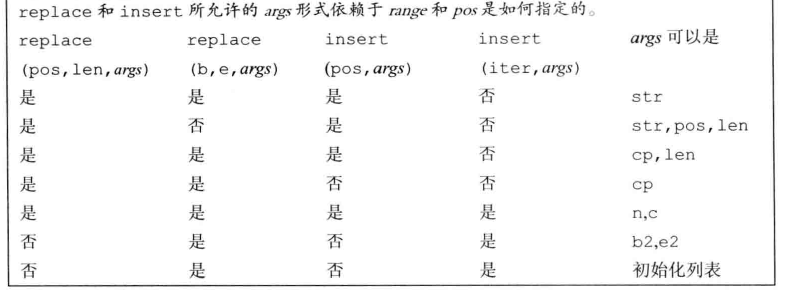 replace 和 insert 所允许的 args 形式依赖于 range 和 pos 是如何指定的。
replace replace insert insert args 可以是
(pos,len,args) (b,e,args) (pos,args) (iter,args)
是 是 是 否 str
是 否 是 否 str,pos,len
是 是 是 否 cp,len
是 是 否 否 cp
是 是 是 是 n,c
否 是 否 是 b2,e2
否 是 否 是 初始化列表